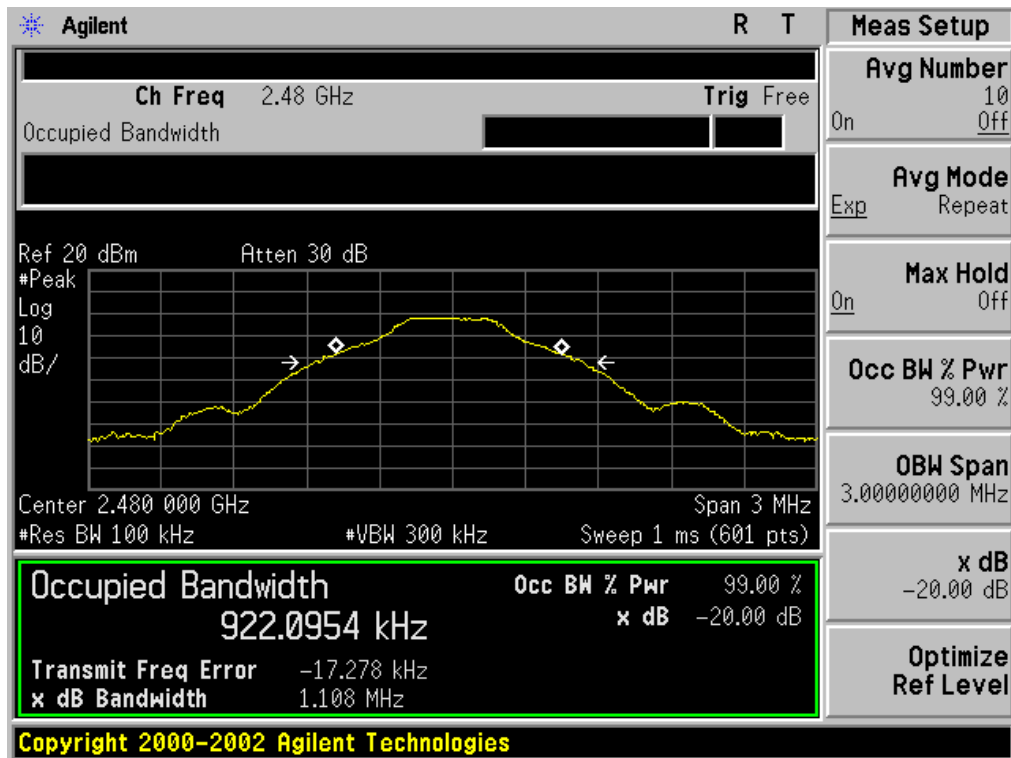 Agilent R T
Ch Freq 2.48 GHz Trig Free
Occupied Bandwidth
Ref 20 dBm Atten 30 dB
#Peak
Log
10
dB/
Center 2.480 000 GHz Span 3 MHz
#Res BW 100 kHz #VBW 300 kHz Sweep 1 ms (601 pts)
Occupied Bandwidth Occ BW % Pwr 99.00 %
922.0954 kHz x dB -20.00 dB
Transmit Freq Error -17.278 kHz
x dB Bandwidth 1.108 MHz
Copyright 2000-2002 Agilent Technologies
Meas Setup
Avg Number
10
On Off
Avg Mode
Exp Repeat
Max Hold
On Off
Occ BW % Pwr
99.00 %
OBW Span
3.00000000 MHz
x dB
-20.00 dB
Optimize
Ref Level